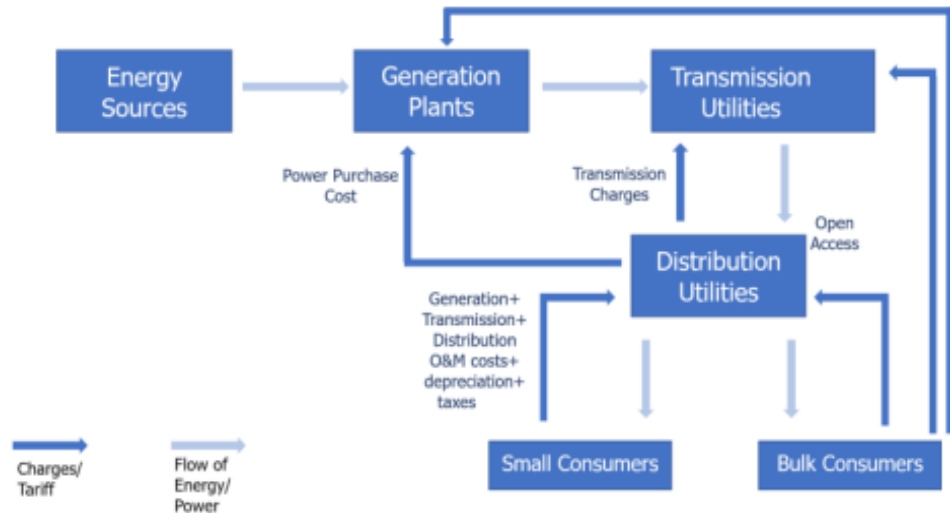 Energy
Sources
Generation
Plants
Transmission
Utilities
Power Purchase
Cost
Transmission
Charges
Open
Access
Distribution
Utilities
Generation+
Transmission+
Distribution
O&M costs+
depreciation+
taxes
Small Consumers
Bulk Consumers
Charges/
Tariff
Flow of
Energy/
Power